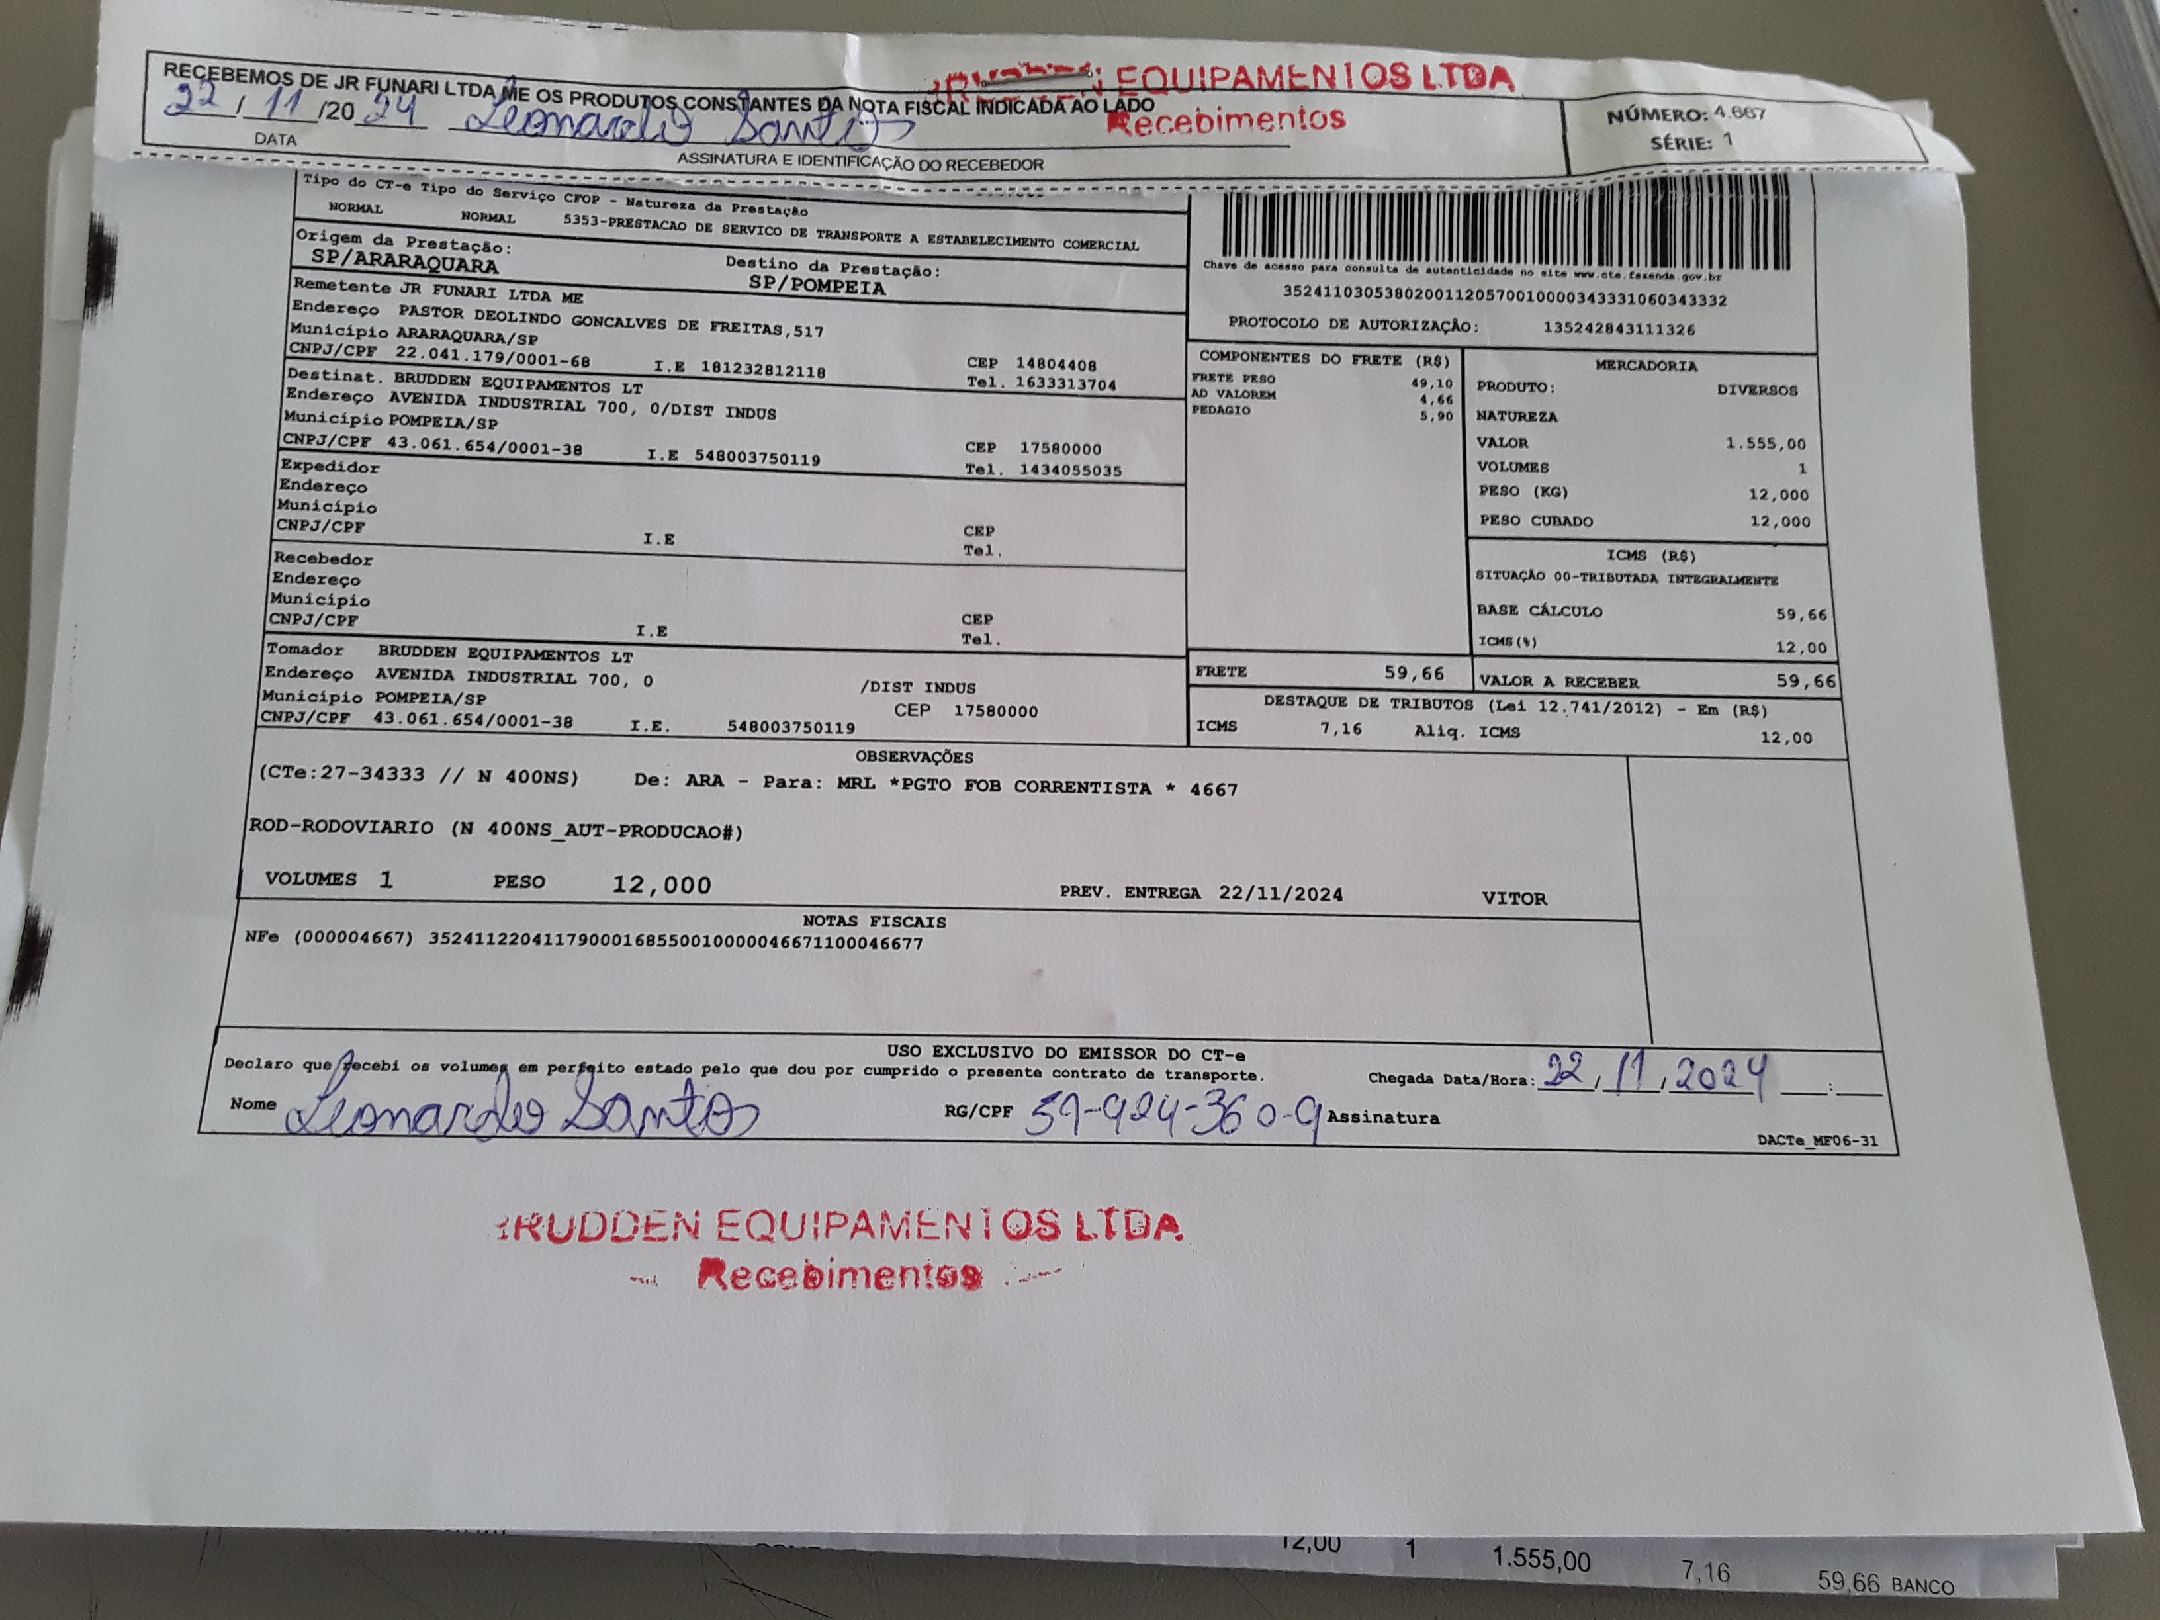 RECEBEMOS DE JR FUNARI LTDA ME OS PRODUTOS CONSTANTES DA NOTA FISCAL INDICADA AO LADO
EQUIPAMENTOS LTDA
Recebimentos
22 / 11 /20 24 Leonardo Santos
DATA
ASSINATURA E IDENTIFICAÇÃO DO RECEBEDOR
NÚMERO: 4.667
SÉRIE: 1
Tipo do CT-e Tipo do Serviço CFOP - Natureza da Prestação
NORMAL NORMAL 5353-PRESTACAO DE SERVICO DE TRANSPORTE A ESTABELECIMENTO COMERCIAL
Origem da Prestação: Destino da Prestação:
SP/ARARAQUARA SP/POMPEIA
Remetente JR FUNARI LTDA ME
Endereço PASTOR DEOLINDO GONCALVES DE FREITAS,517
Município ARARAQUARA/SP CEP 14804408
CNPJ/CPF 22.041.179/0001-68 I.E 181232812118 Tel. 1633313704
Destinat. BRUDDEN EQUIPAMENTOS LT
Endereço AVENIDA INDUSTRIAL 700, 0/DIST INDUS
Município POMPEIA/SP CEP 17580000
CNPJ/CPF 43.061.654/0001-38 I.E 548003750119 Tel. 1434055035
Expedidor
Endereço
Município CEP
CNPJ/CPF I.E Tel.
Recebedor
Endereço
Município CEP
CNPJ/CPF I.E Tel.
Tomador BRUDDEN EQUIPAMENTOS LT
Endereço AVENIDA INDUSTRIAL 700, 0 /DIST INDUS
Município POMPEIA/SP CEP 17580000
CNPJ/CPF 43.061.654/0001-38 I.E. 548003750119
Chave de acesso para consulta de autenticidade no site www.cte.fazenda.gov.br
35241103053802001120570010000343331060343332
PROTOCOLO DE AUTORIZAÇÃO: 135242843111326
COMPONENTES DO FRETE (R$)
FRETE PESO 49,10
AD VALOREM 4,66
PEDAGIO 5,90
MERCADORIA
PRODUTO: DIVERSOS
NATUREZA
VALOR 1.555,00
VOLUMES 1
PESO (KG) 12,000
PESO CUBADO 12,000
ICMS (R$)
SITUAÇÃO 00-TRIBUTADA INTEGRALMENTE
BASE CÁLCULO 59,66
ICMS(%) 12,00
FRETE 59,66 VALOR A RECEBER 59,66
DESTAQUE DE TRIBUTOS (Lei 12.741/2012) - Em (R$)
ICMS 7,16 Aliq. ICMS 12,00
OBSERVAÇÕES
(CTe:27-34333 // N 400NS) De: ARA - Para: MRL *PGTO FOB CORRENTISTA * 4667
ROD-RODOVIARIO (N 400NS_AUT-PRODUCAO#)
VOLUMES 1 PESO 12,000 PREV. ENTREGA 22/11/2024 VITOR
NOTAS FISCAIS
NFe (000004667) 35241122041179000168550010000046671100046677
USO EXCLUSIVO DO EMISSOR DO CT-e
Declaro que recebi os volumes em perfeito estado pelo que dou por cumprido o presente contrato de transporte. Chegada Data/Hora: 22 / 11 / 2024 __:__
Nome Leonardo Santos RG/CPF 59-924-360-9 Assinatura
DACTe_MF06-31
RUDDEN EQUIPAMENTOS LTDA
Recebimentos
12,00 1 1.555,00 7,16 59,66 BANCO